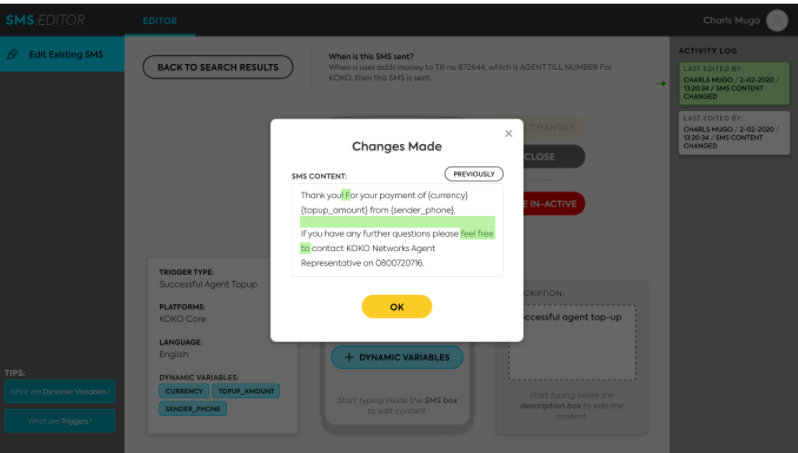 SMS.EDITOR
EDITOR
Charls Mugo
Edit Existing SMS
BACK TO SEARCH RESULTS
When is this SMS sent?
When a user adds money to Till no 872644, which is AGENT TILL NUMBER For
KOKO, then this SMS is sent.
ACTIVITY LOG
LAST EDITED BY:
CHARLS MUGO / 2-02-2020 /
13:20:34 / SMS CONTENT
CHANGED
LAST EDITED BY:
CHARLS MUGO / 2-02-2020 /
13:20:34 / SMS CONTENT
CHANGED
CHANGES
CLOSE
IN-ACTIVE
Changes Made
SMS CONTENT:
PREVIOUSLY
Thank you! For your payment of {currency}
{topup_amount} from {sender_phone}.
If you have any further questions please feel free
to contact KOKO Networks Agent
Representative on 0800720716.
OK
TRIGGER TYPE:
Successful Agent Topup
PLATFORMS:
KOKO Core
LANGUAGE:
English
DYNAMIC VARIABLES:
CURRENCY TOPUP_AMOUNT
SENDER_PHONE
+ DYNAMIC VARIABLES
Start typing inside the SMS box
to edit content.
CRIPTION:
ccessful agent top-up
Start typing inside the
description box to edit the
content.
TIPS:
What are Dynamic Variables?
What are Triggers?